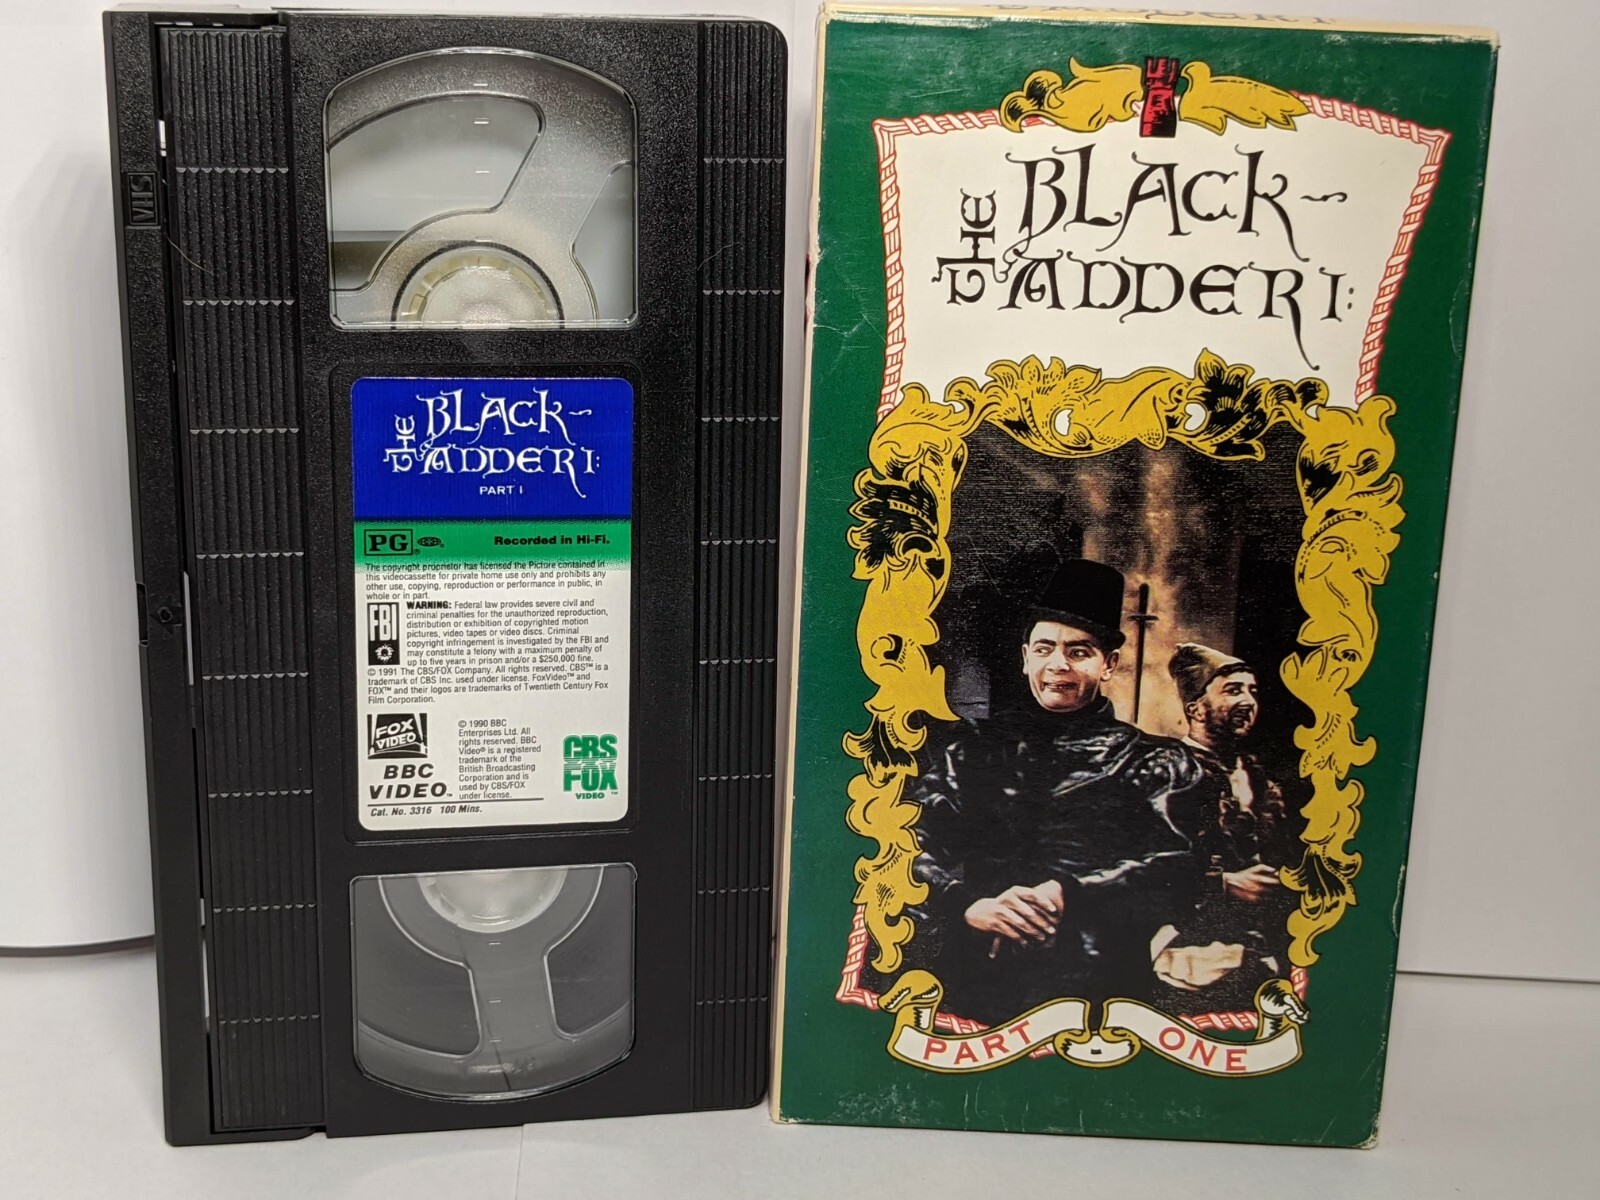 VHS
THE BLACK-
ADDER I:
PART I
PG ®
Recorded in Hi-Fi.
The copyright proprietor has licensed the Picture contained in
this videocassette for private home use only and prohibits any
other use, copying, reproduction or performance in public, in
whole or in part.
FBI
WARNING: Federal law provides severe civil and
criminal penalties for the unauthorized reproduction,
distribution or exhibition of copyrighted motion
pictures, video tapes or video discs. Criminal
copyright infringement is investigated by the FBI and
may constitute a felony with a maximum penalty of
up to five years in prison and/or a $250,000 fine.
© 1991 The CBS/FOX Company. All rights reserved. CBS™ is a
trademark of CBS Inc. used under license. FoxVideo™ and
FOX™ and their logos are trademarks of Twentieth Century Fox
Film Corporation.
FOX
VIDEO
BBC
VIDEO™
© 1990 BBC
Enterprises Ltd. All
rights reserved. BBC
Video® is a registered
trademark of the
British Broadcasting
Corporation and is
used by CBS/FOX
under license.
CBS
FOX
VIDEO ™
Cat. No. 3316 100 Mins.
THE BLACK-
ADDER I:
PART ONE